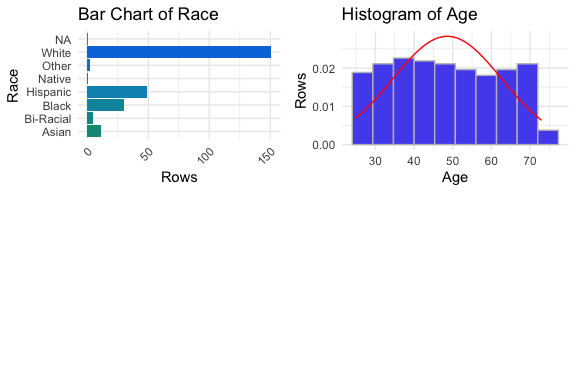 Bar Chart of Race
Race
NA
White
Other
Native
Hispanic
Black
Bi-Racial
Asian
0 50 100 150
Rows
Histogram of Age
Rows
0.02
0.01
0.00
30 40 50 60 70
Age